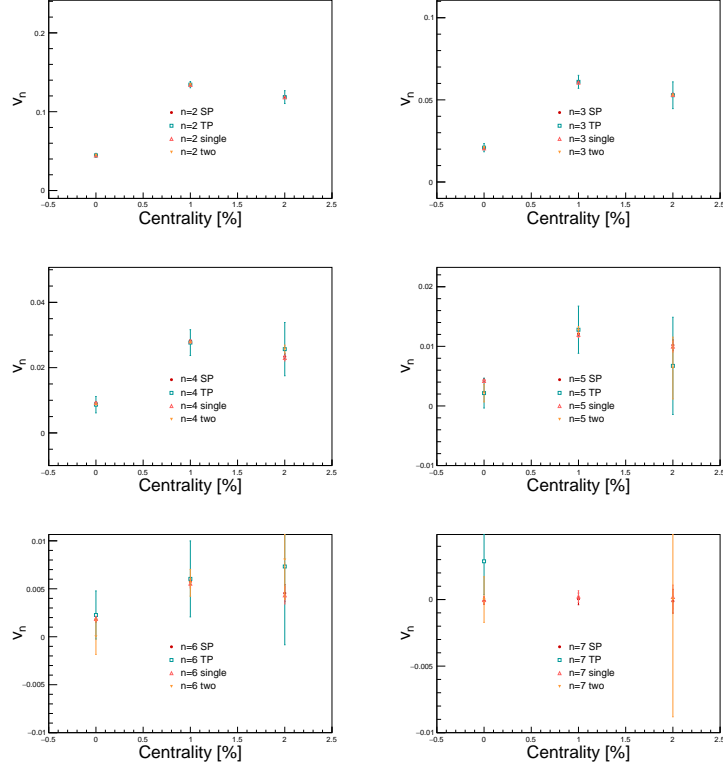 0.2
0.1
0
v_n
n=2 SP
n=2 TP
n=2 single
n=2 two
−0.5 0 0.5 1 1.5 2 2.5
Centrality [%]
0.1
0.05
0
v_n
n=3 SP
n=3 TP
n=3 single
n=3 two
−0.5 0 0.5 1 1.5 2 2.5
Centrality [%]
0.04
0.02
0
v_n
n=4 SP
n=4 TP
n=4 single
n=4 two
−0.5 0 0.5 1 1.5 2 2.5
Centrality [%]
0.02
0.01
0
−0.01
v_n
n=5 SP
n=5 TP
n=5 single
n=5 two
−0.5 0 0.5 1 1.5 2 2.5
Centrality [%]
0.01
0.005
0
−0.005
−0.01
v_n
n=6 SP
n=6 TP
n=6 single
n=6 two
−0.5 0 0.5 1 1.5 2 2.5
Centrality [%]
0
−0.005
−0.01
v_n
n=7 SP
n=7 TP
n=7 single
n=7 two
−0.5 0 0.5 1 1.5 2 2.5
Centrality [%]